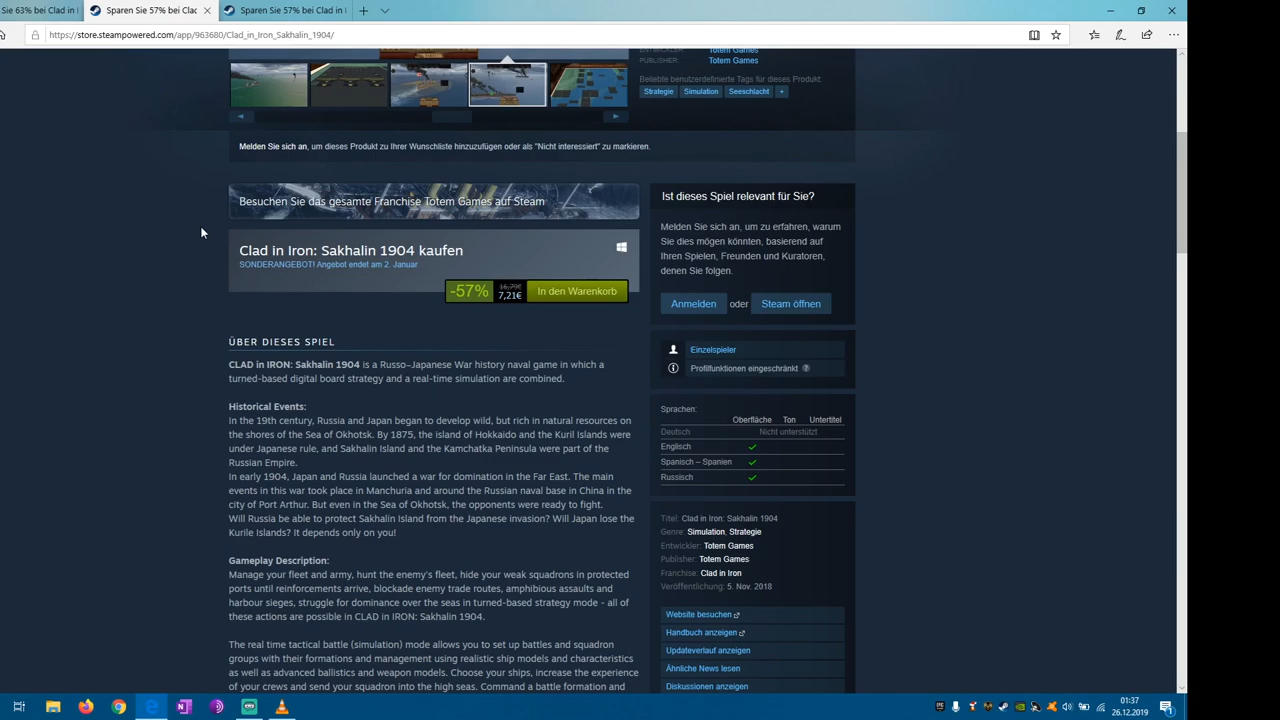 Sie 63% bei Clad in Iron
Sparen Sie 57% bei Clad
Sparen Sie 57% bei Clad in I
https://store.steampowered.com/app/963680/Clad_in_Iron_Sakhalin_1904/
Totem Games
PUBLISHER:
Totem Games
Beliebte benutzerdefinierte Tags für dieses Produkt:
Strategie
Simulation
Seeschlacht
+
Melden Sie sich an, um dieses Produkt zu Ihrer Wunschliste hinzuzufügen oder als "Nicht interessiert" zu markieren.
Besuchen Sie das gesamte Franchise Totem Games auf Steam
Clad in Iron: Sakhalin 1904 kaufen
SONDERANGEBOT! Angebot endet am 2. Januar
-57%
16,79€
7,21€
In den Warenkorb
ÜBER DIESES SPIEL
CLAD in IRON: Sakhalin 1904 is a Russo-Japanese War history naval game in which a
turned-based digital board strategy and a real-time simulation are combined.
Historical Events:
In the 19th century, Russia and Japan began to develop wild, but rich in natural resources on
the shores of the Sea of Okhotsk. By 1875, the island of Hokkaido and the Kuril Islands were
under Japanese rule, and Sakhalin Island and the Kamchatka Peninsula were part of the
Russian Empire.
In early 1904, Japan and Russia launched a war for domination in the Far East. The main
events in this war took place in Manchuria and around the Russian naval base in China in the
city of Port Arthur. But even in the Sea of Okhotsk, the opponents were ready to fight.
Will Russia be able to protect Sakhalin Island from the Japanese invasion? Will Japan lose the
Kurile Islands? It depends only on you!
Gameplay Description:
Manage your fleet and army, hunt the enemy's fleet, hide your weak squadrons in protected
ports until reinforcements arrive, blockade enemy trade routes, amphibious assaults and
harbour sieges, struggle for dominance over the seas in turned-based strategy mode - all of
these actions are possible in CLAD in IRON: Sakhalin 1904.
The real time tactical battle (simulation) mode allows you to set up battles and squadron
groups with their formations and management using realistic ship models and characteristics
as well as advanced ballistics and weapon models. Choose your ships, increase the experience
of your crews and send your squadron into the high seas. Command a battle formation and
Ist dieses Spiel relevant für Sie?
Melden Sie sich an, um zu erfahren, warum
Sie dies mögen könnten, basierend auf
Ihren Spielen, Freunden und Kuratoren,
denen Sie folgen.
Anmelden oder Steam öffnen
Einzelspieler
Profilfunktionen eingeschränkt ?
Sprachen:
Oberfläche Ton Untertitel
Deutsch Nicht unterstützt
Englisch ✓
Spanisch – Spanien ✓
Russisch ✓
Titel: Clad in Iron: Sakhalin 1904
Genre: Simulation, Strategie
Entwickler: Totem Games
Publisher: Totem Games
Franchise: Clad in Iron
Veröffentlichung: 5. Nov. 2018
Website besuchen
Handbuch anzeigen
Updateverlauf anzeigen
Ähnliche News lesen
Diskussionen anzeigen
01:37
26.12.2019